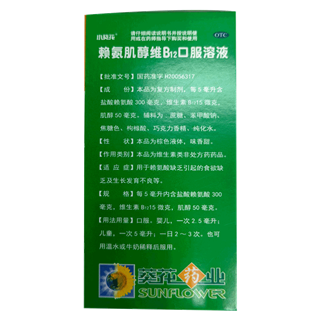 小葵花
请仔细阅读说明书并按说明使用
或在药师指导下购买和使用
OTC
赖氨肌醇维B12口服溶液
【批准文号】国药准字H20056317
【成　　份】本品为复方制剂，每5毫升含
盐酸赖氨酸300毫克，维生素B₁₂15微克，
肌醇50毫克。辅料为：蔗糖、苯甲酸钠、
焦糖色、枸橼酸、巧克力香精、纯化水。
【性　　状】本品为棕色液体，味香甜。
【作用类别】本品为维生素类非处方药药品。
【适 应 症】用于赖氨酸缺乏引起的食欲缺
乏及生长发育不良等。
【规　　格】每5毫升内含盐酸赖氨酸300
毫克，维生素B₁₂15微克，肌醇50毫克。
【用法用量】口服。婴儿，一次2.5毫升；
儿童，一次5毫升；一日2～3次。也可
用温水或牛奶稀释后服用。
葵花药业
SUNFLOWER